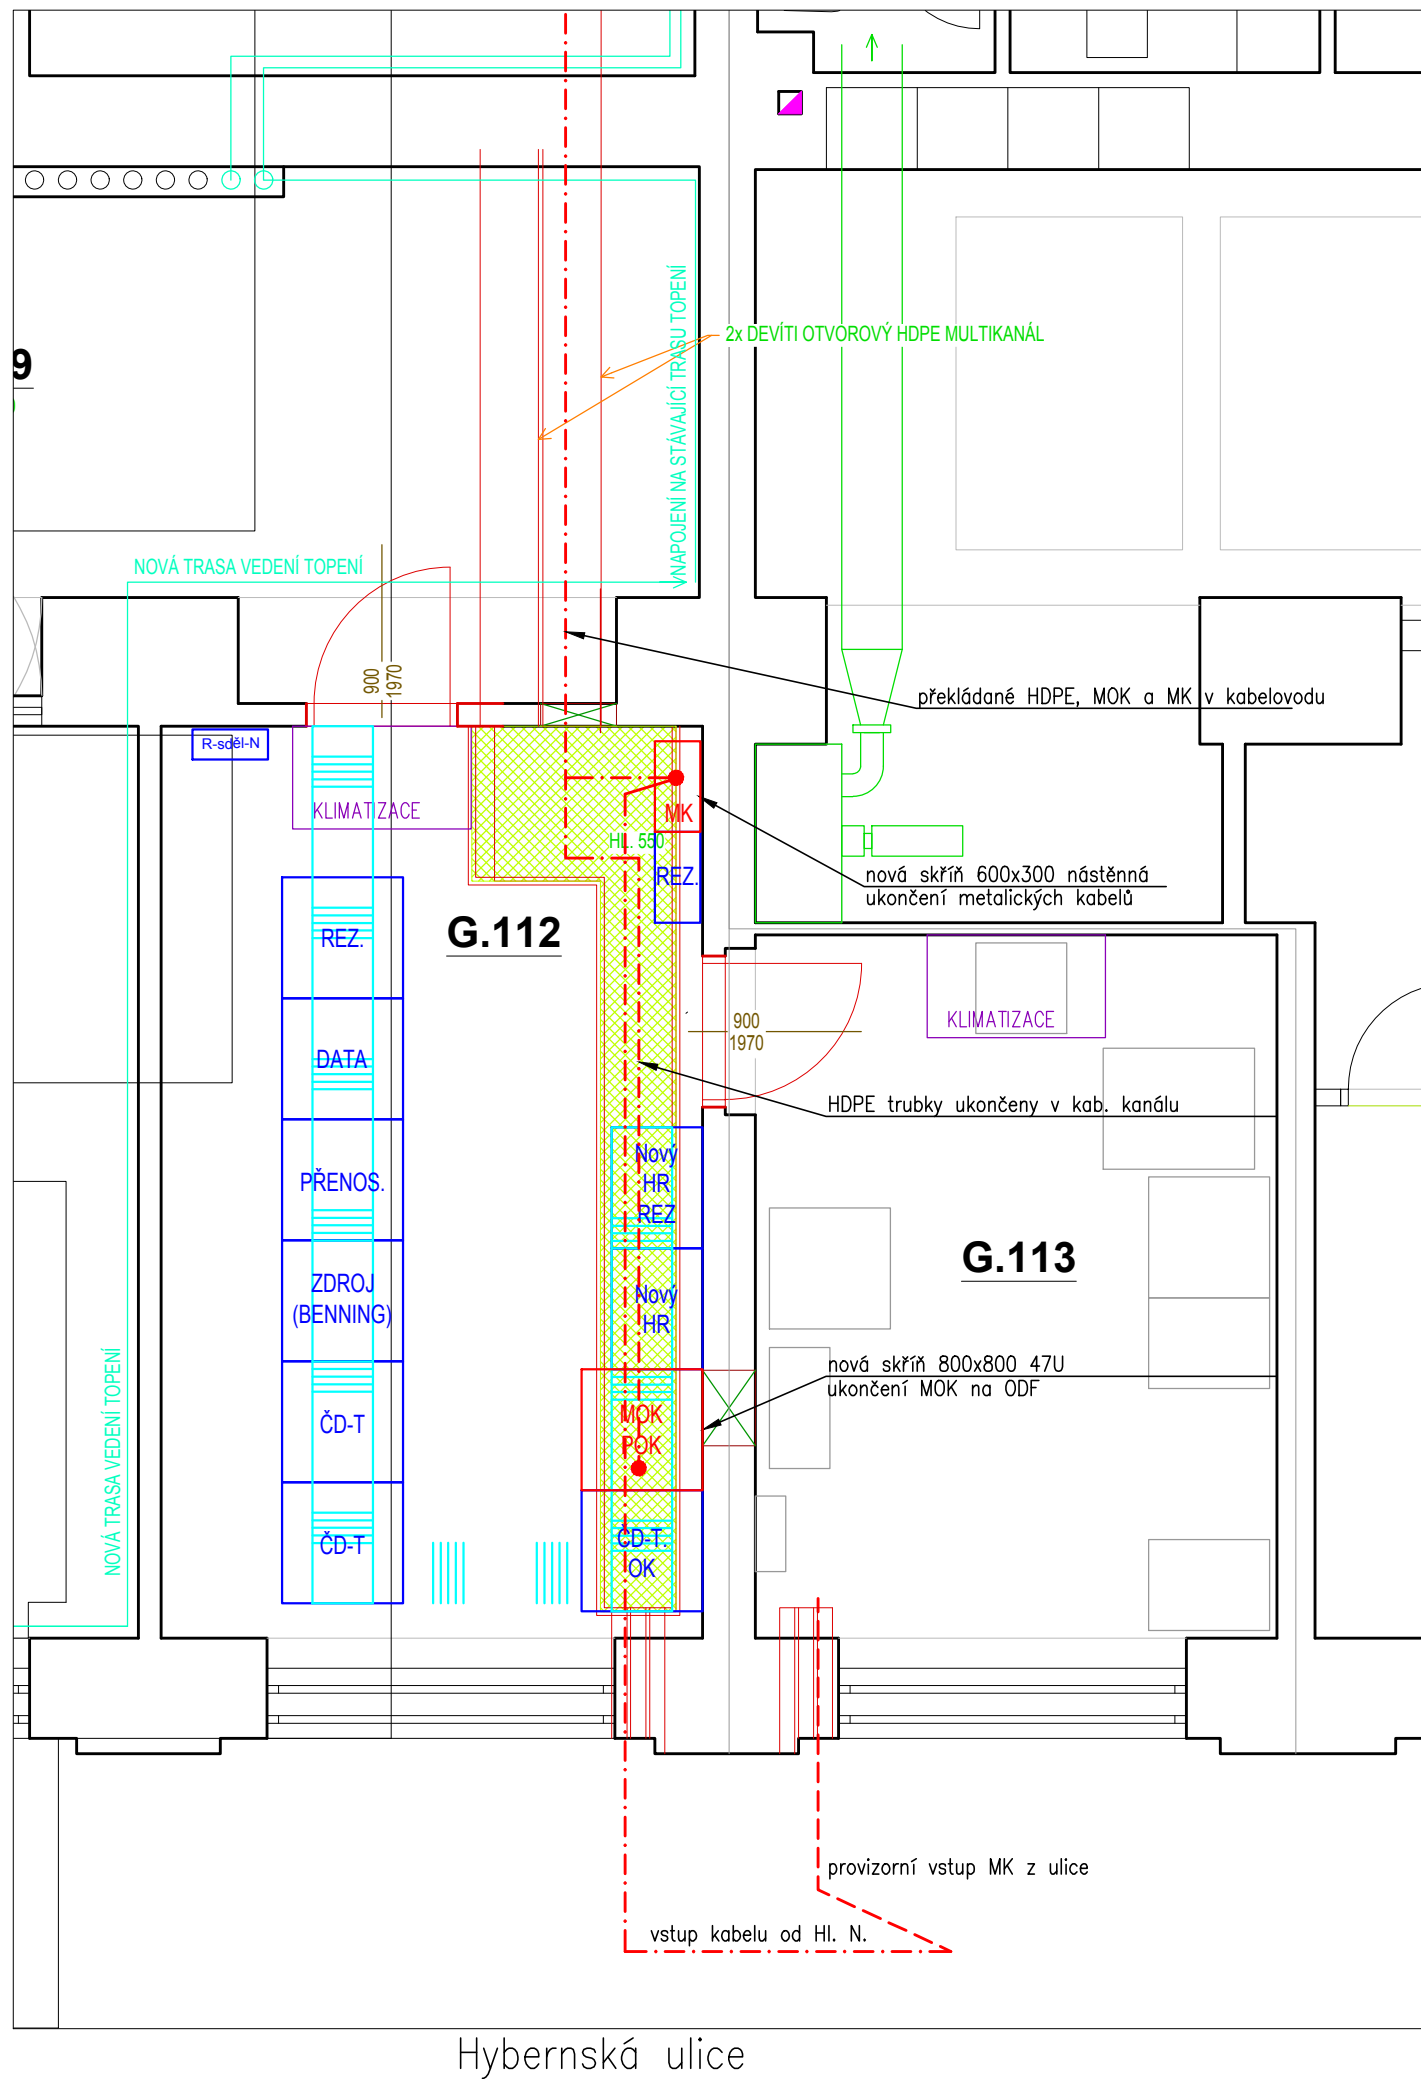 VNAPOJENÍ NA STÁVAJÍCÍ TRASU TOPENÍ
2x DEVÍTI OTVOROVÝ HDPE MULTIKANÁL
9
NOVÁ TRASA VEDENÍ TOPENÍ
900
1970
překládané HDPE, MOK a MK v kabelovodu
R-sděl-N
KLIMATIZACE
MK
HL. 550
REZ.
nová skříň 600x300 nástěnná
ukončení metalických kabelů
G.112
REZ.
900
1970
KLIMATIZACE
DATA
HDPE trubky ukončeny v kab. kanálu
Nový
HR
REZ
PŘENOS.
G.113
ZDROJ
(BENNING)
Nový
HR
nová skříň 800x800 47U
ukončení MOK na ODF
NOVÁ TRASA VEDENÍ TOPENÍ
ČD-T
MOK
POK
ČD-T
ČD-T.
OK
provizorní vstup MK z ulice
vstup kabelu od Hl. N.
Hybernská ulice